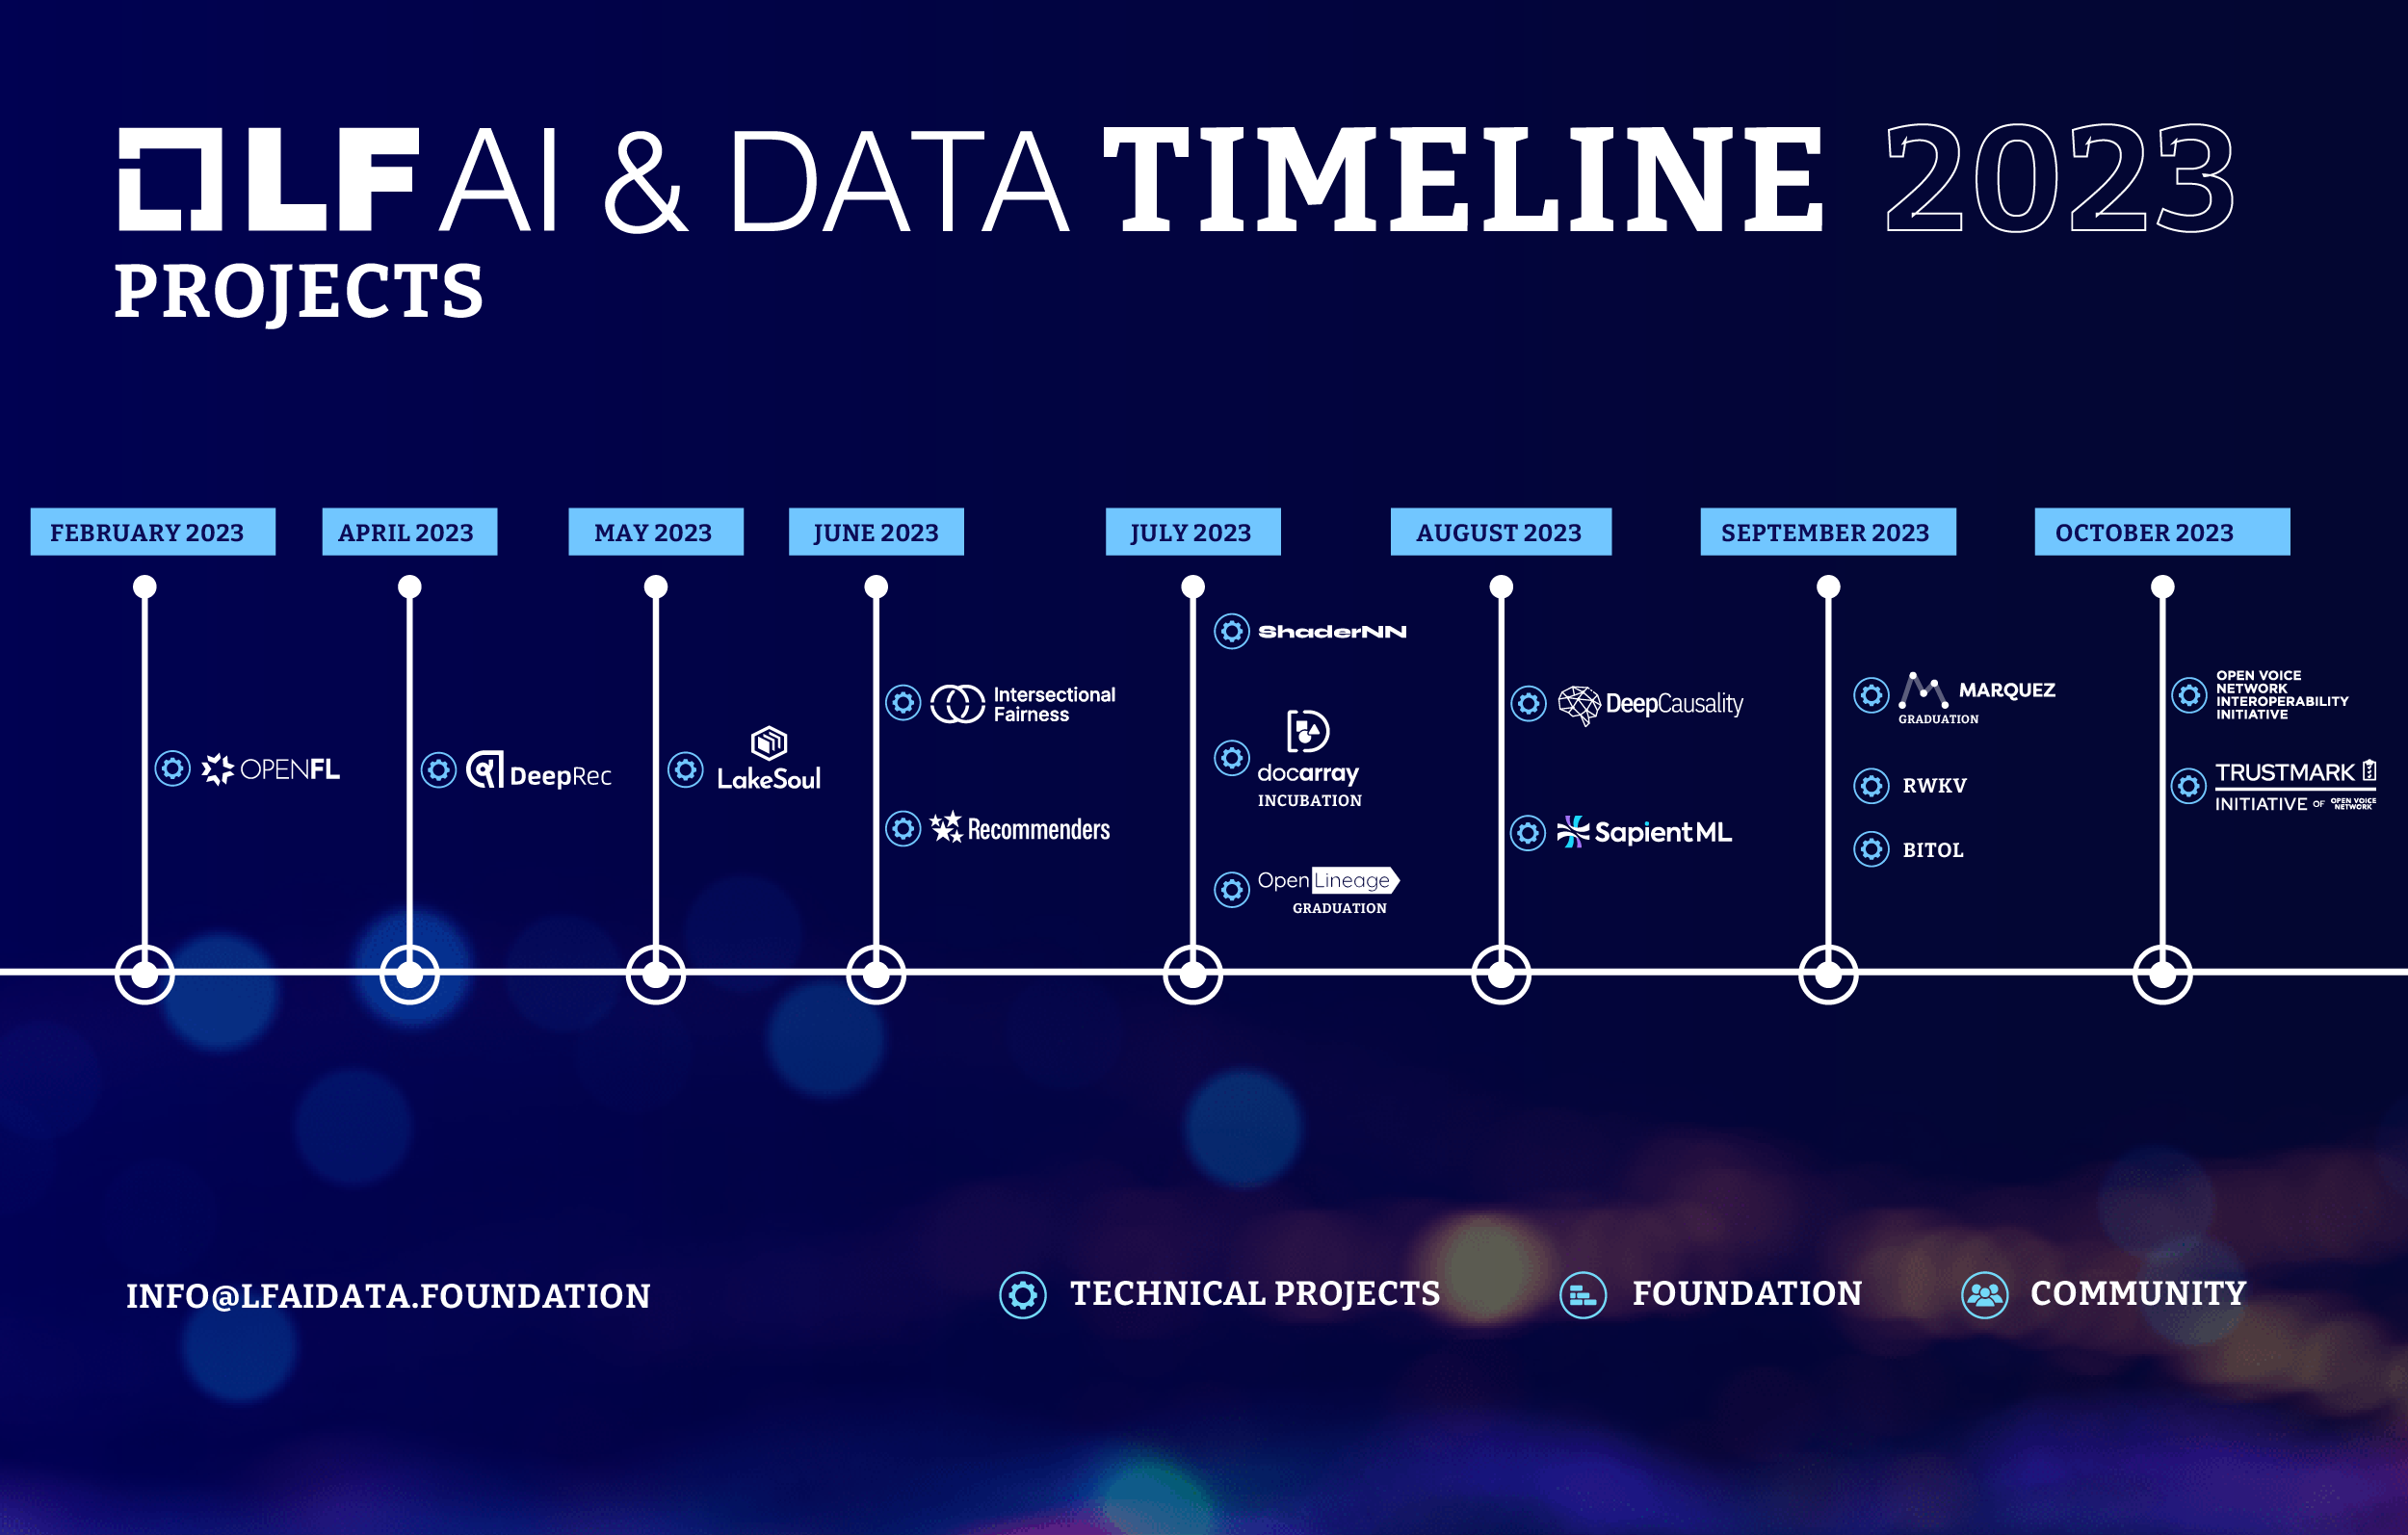 LF AI & DATA TIMELINE 2023
PROJECTS
FEBRUARY 2023
APRIL 2023
MAY 2023
JUNE 2023
JULY 2023
AUGUST 2023
SEPTEMBER 2023
OCTOBER 2023
OPENFL
DeepRec
LakeSoul
Intersectional
Fairness
Recommenders
ShaderNN
docarray
INCUBATION
OpenLineage
GRADUATION
DeepCausality
SapientML
MARQUEZ
GRADUATION
RWKV
BITOL
OPEN VOICE
NETWORK
INTEROPERABILITY
INITIATIVE
TRUSTMARK
INITIATIVE OF OPEN VOICE
NETWORK
INFO@LFAIDATA.FOUNDATION
TECHNICAL PROJECTS
FOUNDATION
COMMUNITY